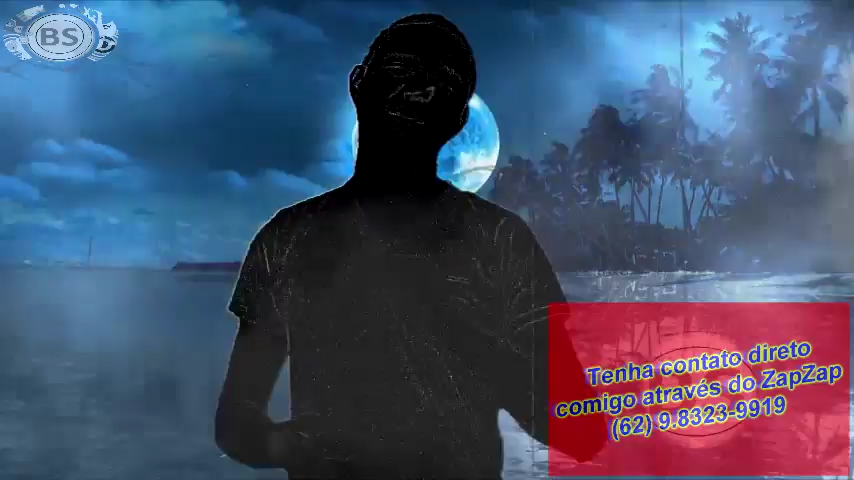 BS
Tenha contato direto
comigo através do ZapZap
(62) 9.8323-9919